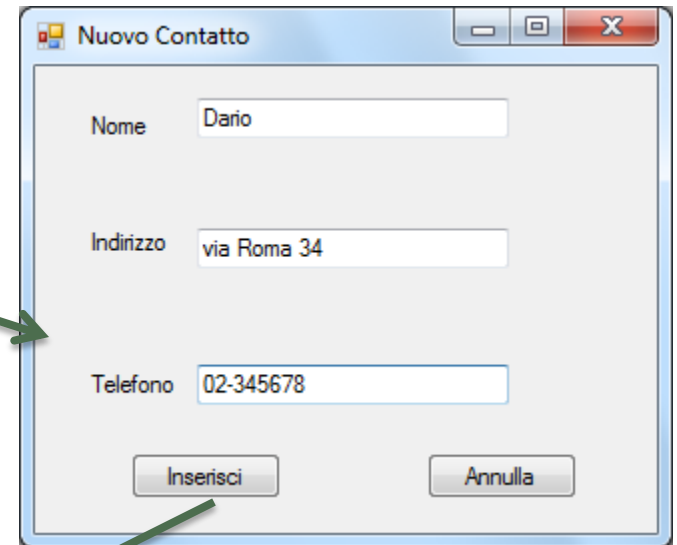 Nuovo Contatto
Nome Dario
Indirizzo via Roma 34
Telefono 02-345678
Inserisci Annulla